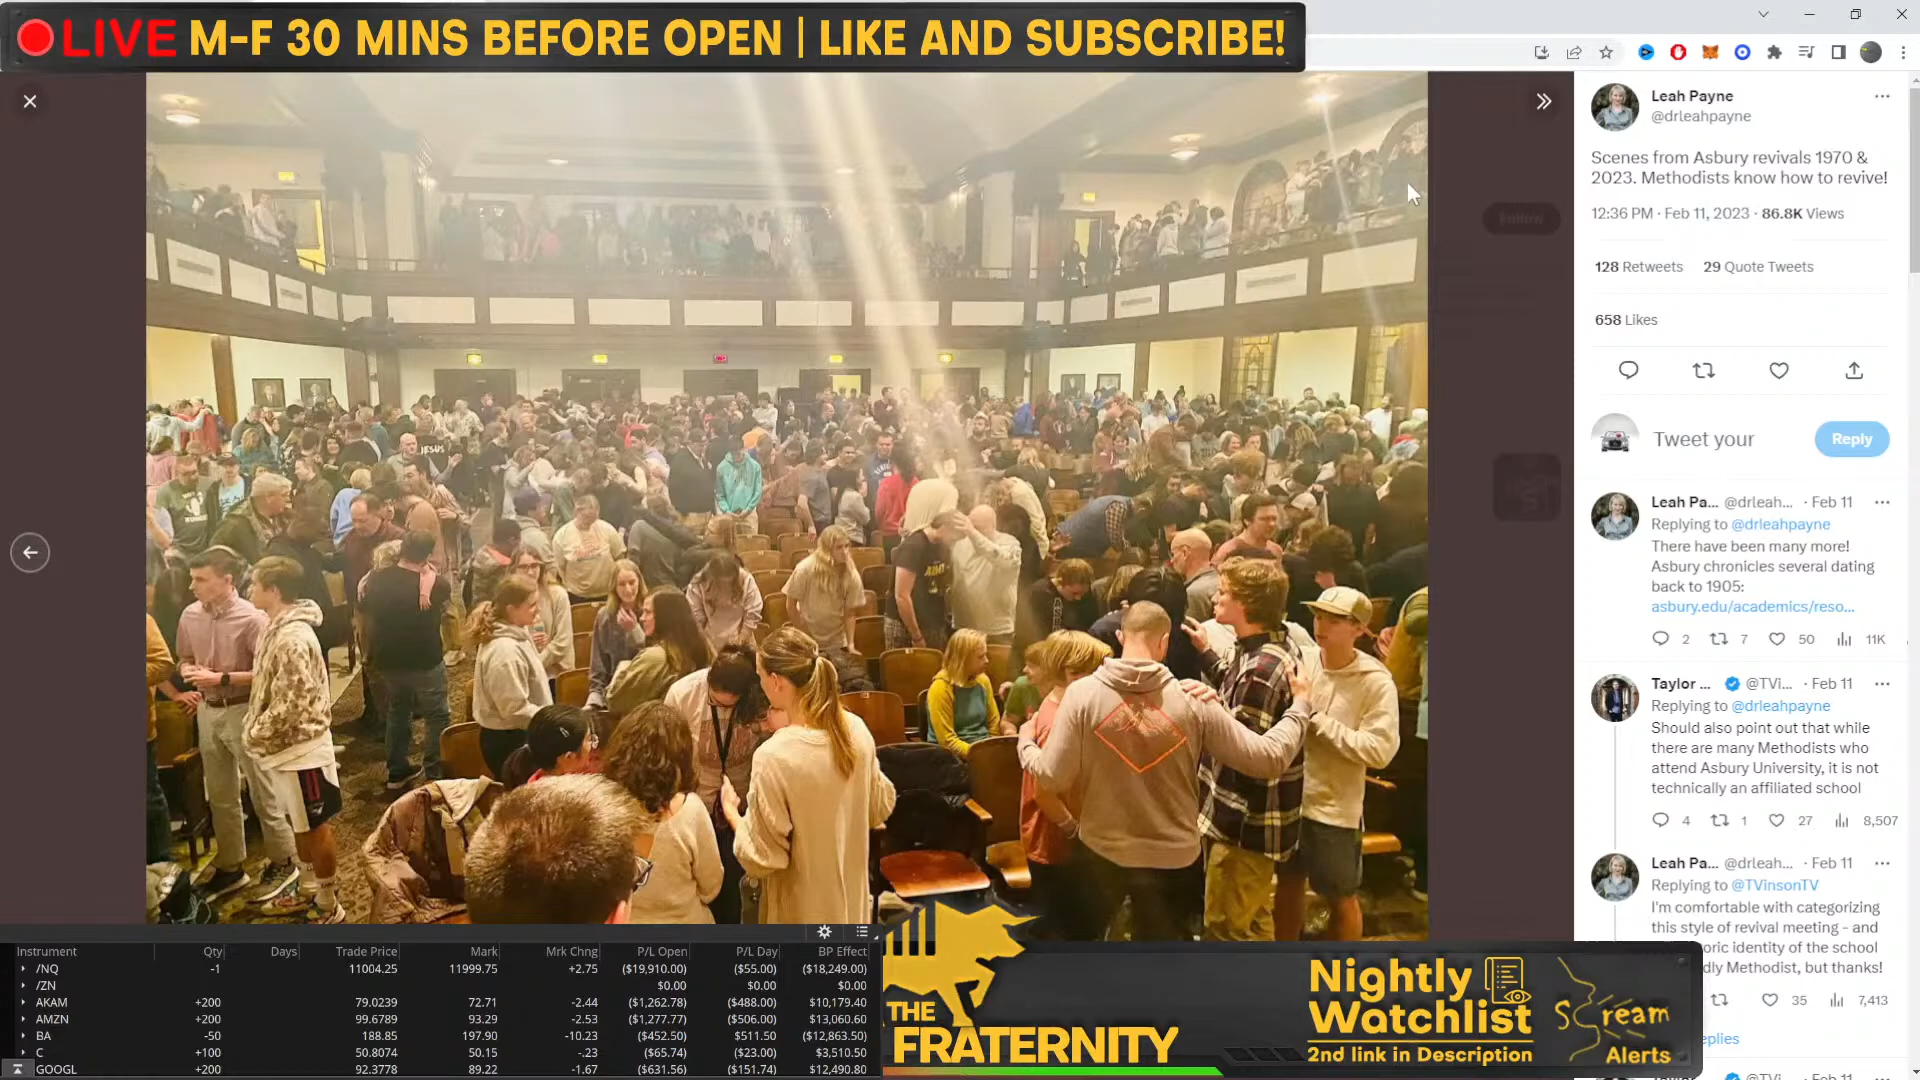 LIVE M-F 30 MINS BEFORE OPEN | LIKE AND SUBSCRIBE!
Leah Payne
@drleahpayne
Scenes from Asbury revivals 1970 &
2023. Methodists know how to revive!
12:36 PM · Feb 11, 2023 · 86.8K Views
Follow
128 Retweets 29 Quote Tweets
658 Likes
Tweet your
Reply
JESUS
Leah Pa... @drleah... · Feb 11
Replying to @drleahpayne
There have been many more!
Asbury chronicles several dating
back to 1905:
asbury.edu/academics/reso...
2 7 50 11K
Taylor ... @TVi... · Feb 11
Replying to @drleahpayne
Should also point out that while
there are many Methodists who
attend Asbury University, it is not
technically an affiliated school
4 1 27 8,507
Leah Pa... @drleah... · Feb 11
Replying to @TVinsonTV
I'm comfortable with categorizing
this style of revival meeting - and
oric identity of the school
dly Methodist, but thanks!
35 7,413
eplies
Instrument Qty Days Trade Price Mark Mrk Chng P/L Open P/L Day BP Effect
/NQ -1 11004.25 11999.75 +2.75 ($19,910.00) ($55.00) ($18,249.00)
/ZN $0.00 $0.00 $0.00
AKAM +200 79.0239 72.71 -2.44 ($1,262.78) ($488.00) $10,179.40
AMZN +200 99.6789 93.29 -2.53 ($1,277.77) ($506.00) $13,060.60
BA -50 188.85 197.90 -10.23 ($452.50) $511.50 ($12,863.50)
C +100 50.8074 50.15 -.23 ($65.74) ($23.00) $3,510.50
GOOGL +200 92.3778 89.22 -1.67 ($631.56) ($151.74) $12,490.80
THE
FRATERNITY
Nightly
Watchlist
2nd link in Description
Scream
Alerts